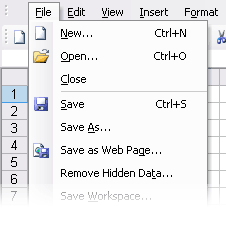 File Edit View Insert Format
New... Ctrl+N
Open... Ctrl+O
Close
1
Save Ctrl+S
2
Save As...
3
4
Save as Web Page...
5
Remove Hidden Data...
6
Save Workspace...
7